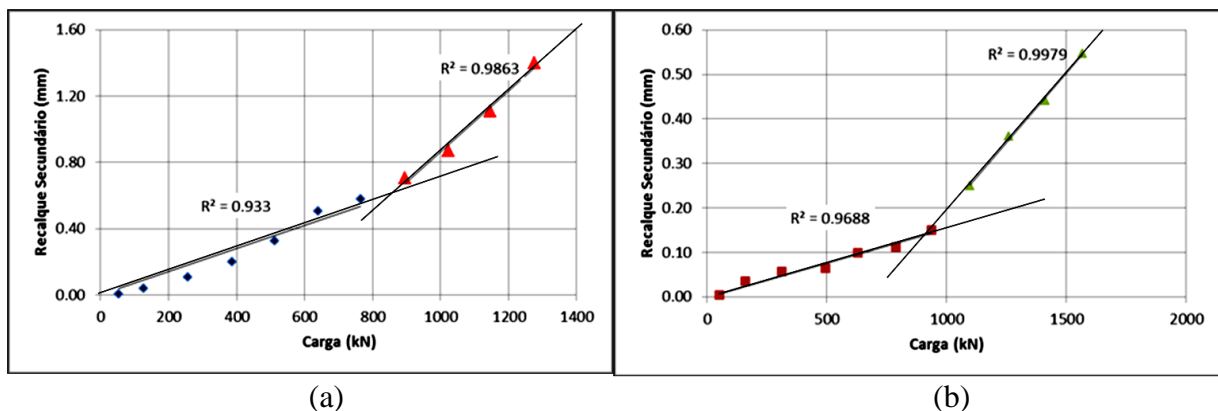 1.60
1.20
0.80
0.40
0.00
Recalque Secundário (mm)
R² = 0.9863
R² = 0.933
0 200 400 600 800 1000 1200 1400
Carga (kN)
(a)
0.60
0.50
0.40
0.30
0.20
0.10
0.00
Recalque Secundário (mm)
R² = 0.9979
R² = 0.9688
0 500 1000 1500 2000
Carga (kN)
(b)